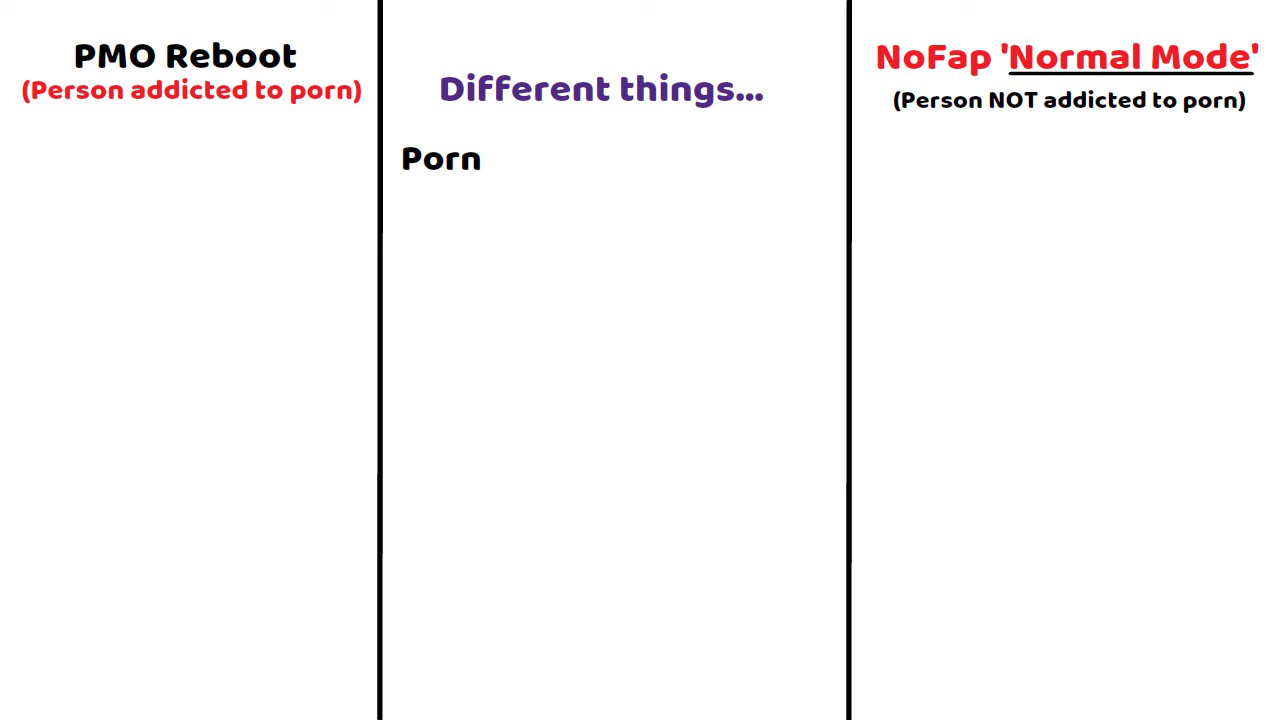 PMO Reboot
(Person addicted to porn)
Different things...
Porn
NoFap 'Normal Mode'
(Person NOT addicted to porn)